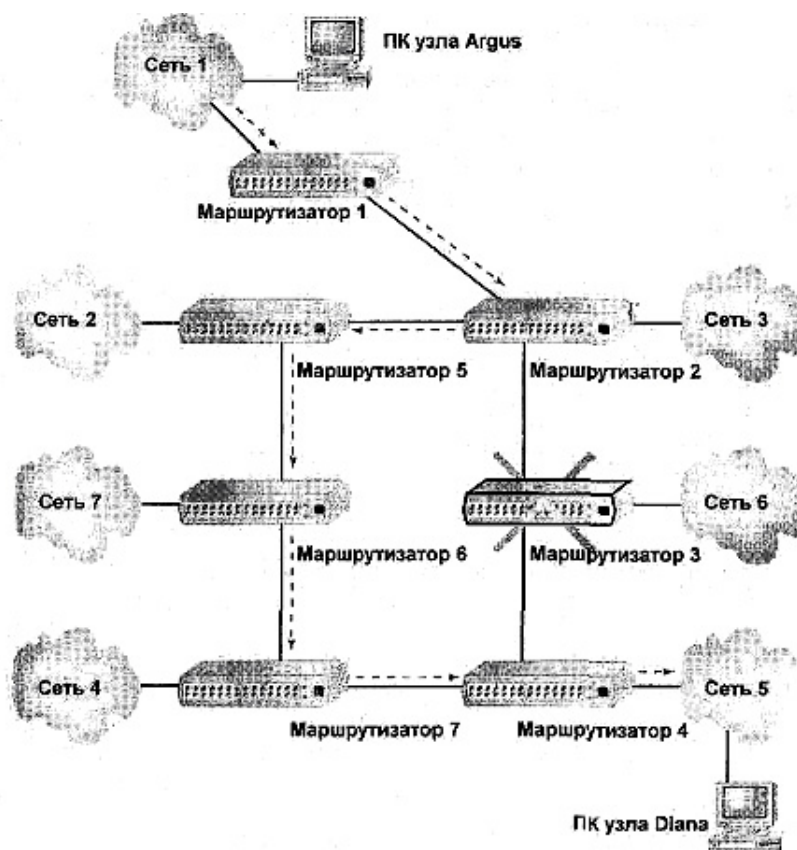 ПК узла Argus
Сеть 1
Маршрутизатор 1
Сеть 2
Сеть 3
Маршрутизатор 5
Маршрутизатор 2
Сеть 7
Сеть 6
Маршрутизатор 6
Маршрутизатор 3
Сеть 4
Сеть 5
Маршрутизатор 7
Маршрутизатор 4
ПК узла Diana